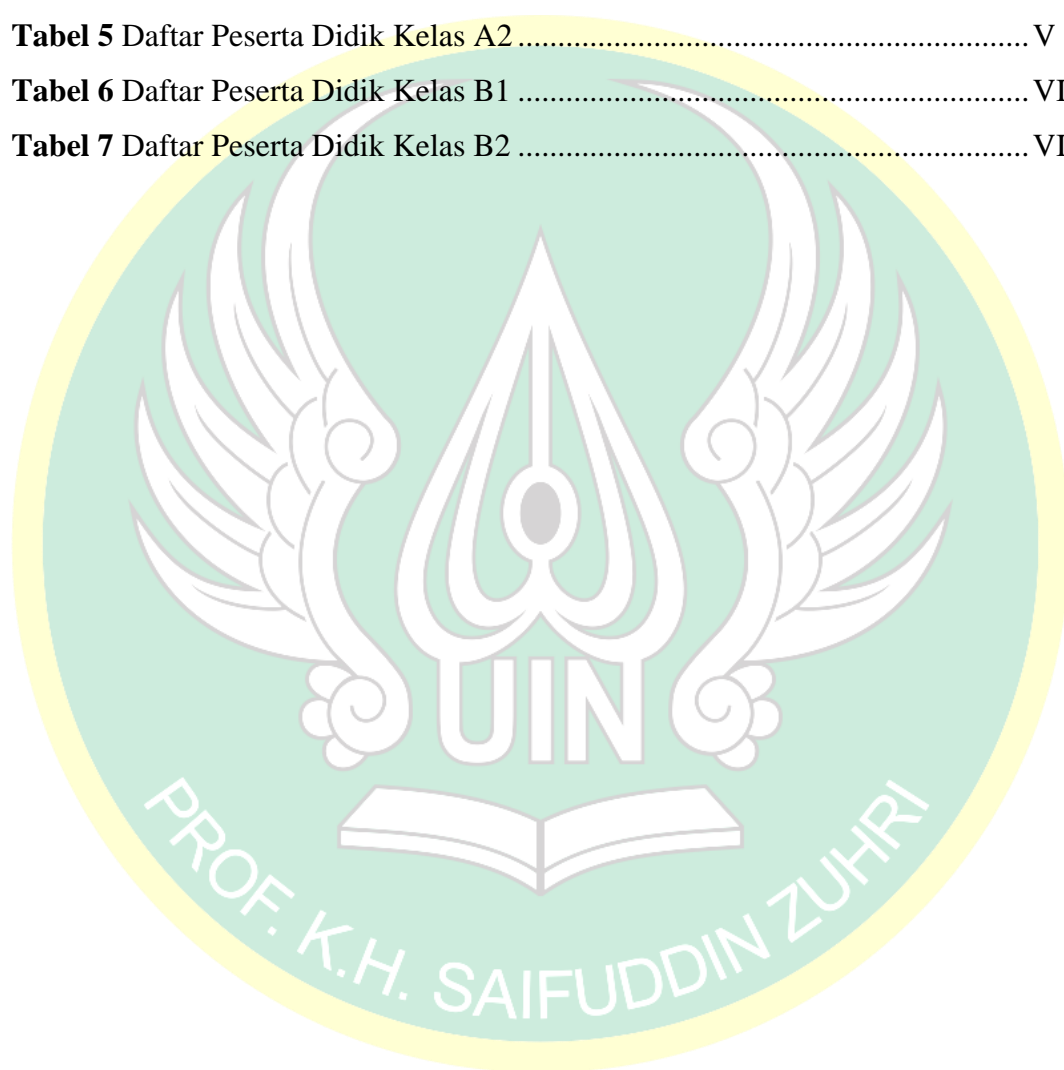 Tabel 5 Daftar Peserta Didik Kelas A2 ............................................................. V
Tabel 6 Daftar Peserta Didik Kelas B1 ............................................................. VI
Tabel 7 Daftar Peserta Didik Kelas B2 ............................................................. VI
UIN
PROF. K.H. SAIFUDDIN ZUHRI